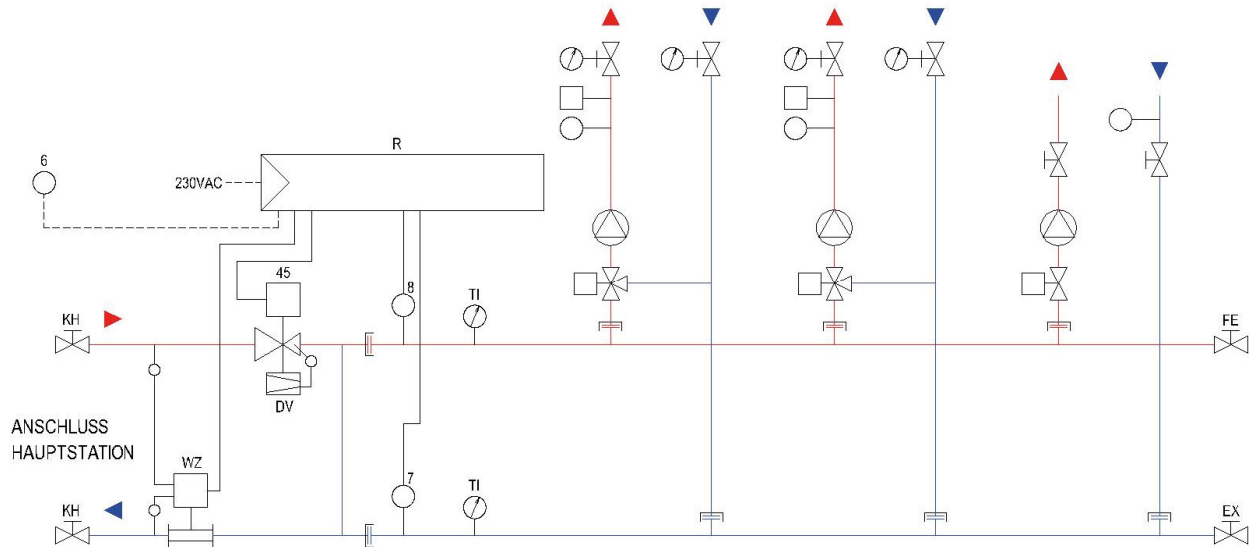 R
6
230VAC
45
8
TI
KH
FE
DV
ANSCHLUSS
HAUPTSTATION
WZ
7
TI
KH
EX